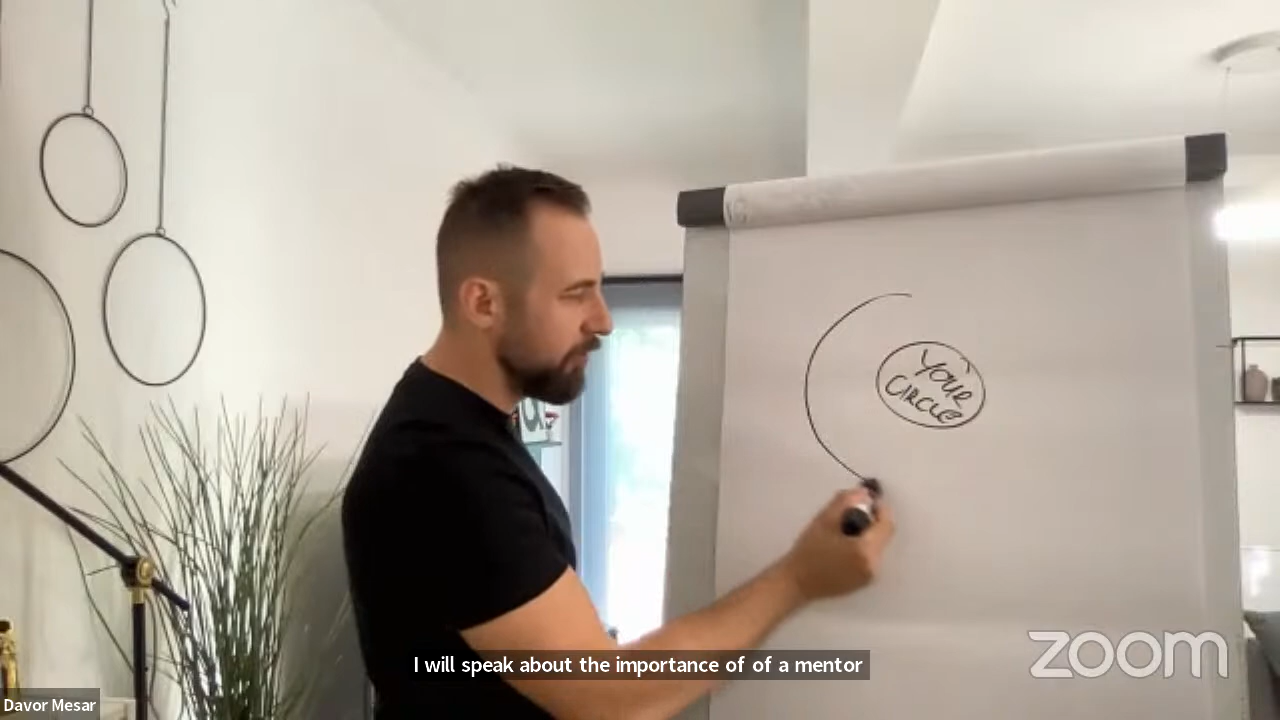 YOUR
CIRCLE
I will speak about the importance of of a mentor
zoom
Davor Mesar